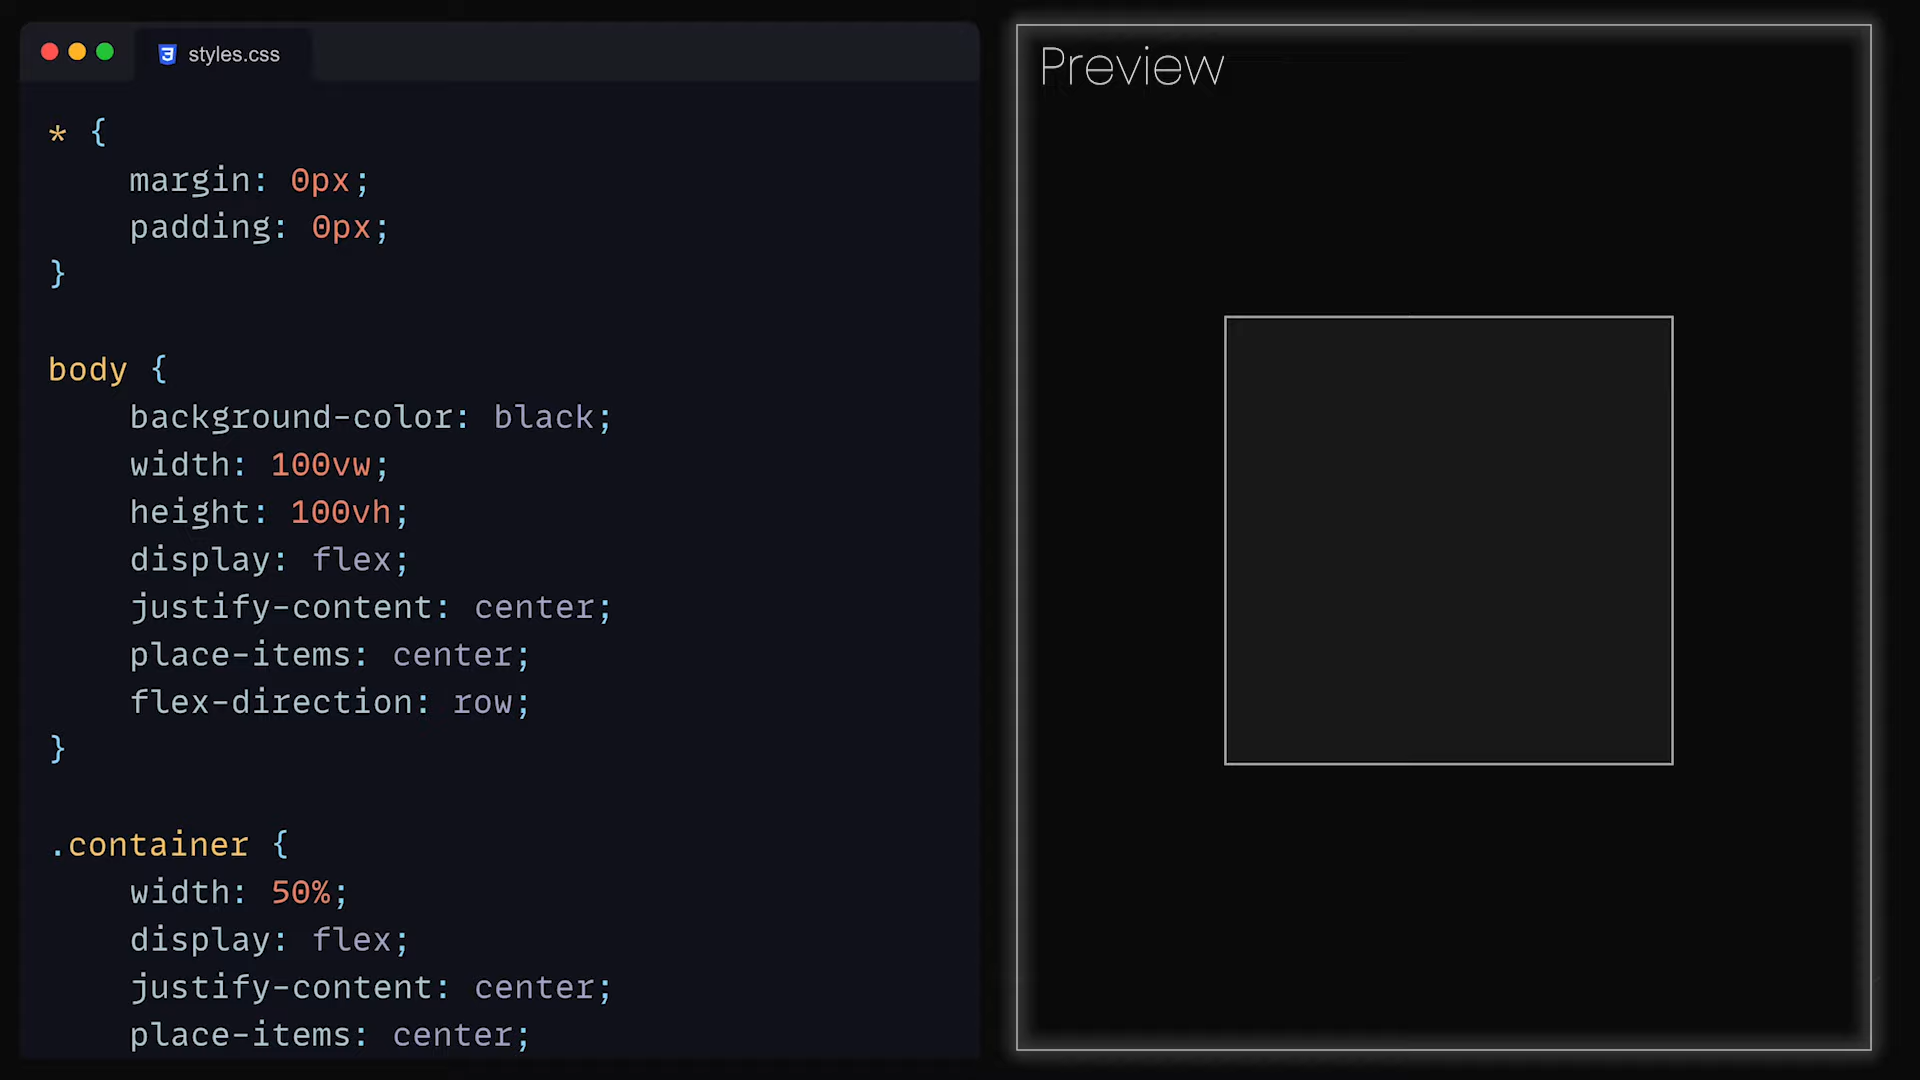 styles.css
* {
margin: 0px;
padding: 0px;
}
body {
background-color: black;
width: 100vw;
height: 100vh;
display: flex;
justify-content: center;
place-items: center;
flex-direction: row;
}
.container {
width: 50%;
display: flex;
justify-content: center;
place-items: center;
Preview